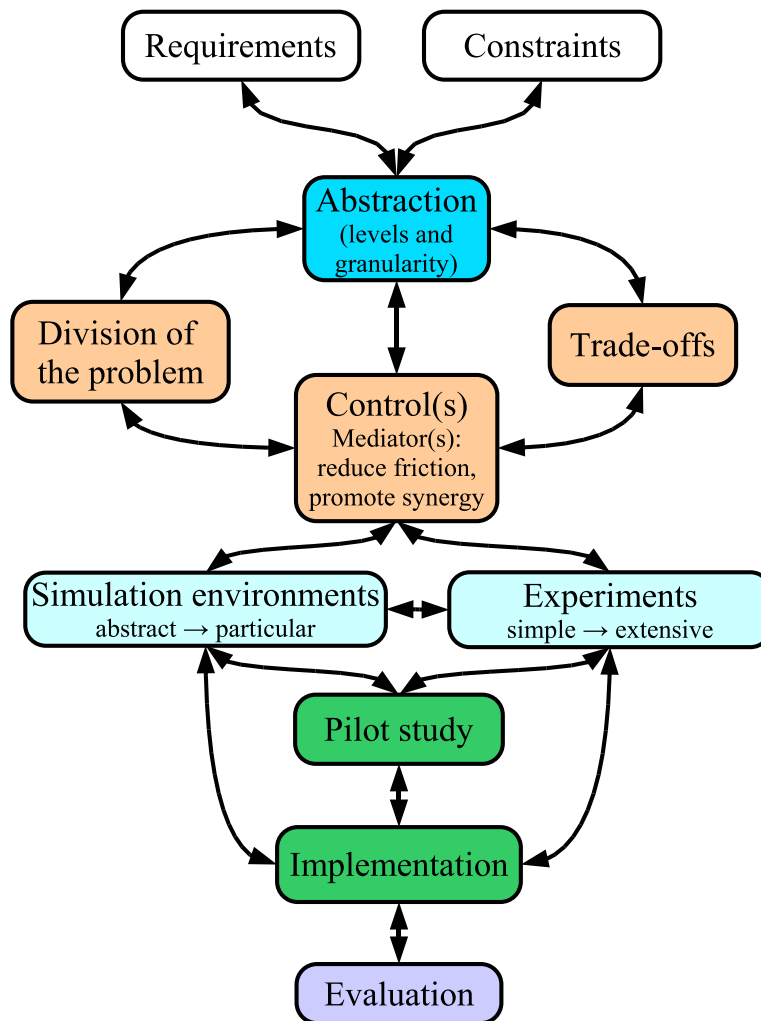 Requirements
Constraints
Abstraction
(levels and
granularity)
Division of
the problem
Trade-offs
Control(s)
Mediator(s):
reduce friction,
promote synergy
Simulation environments
abstract → particular
Experiments
simple → extensive
Pilot study
Implementation
Evaluation